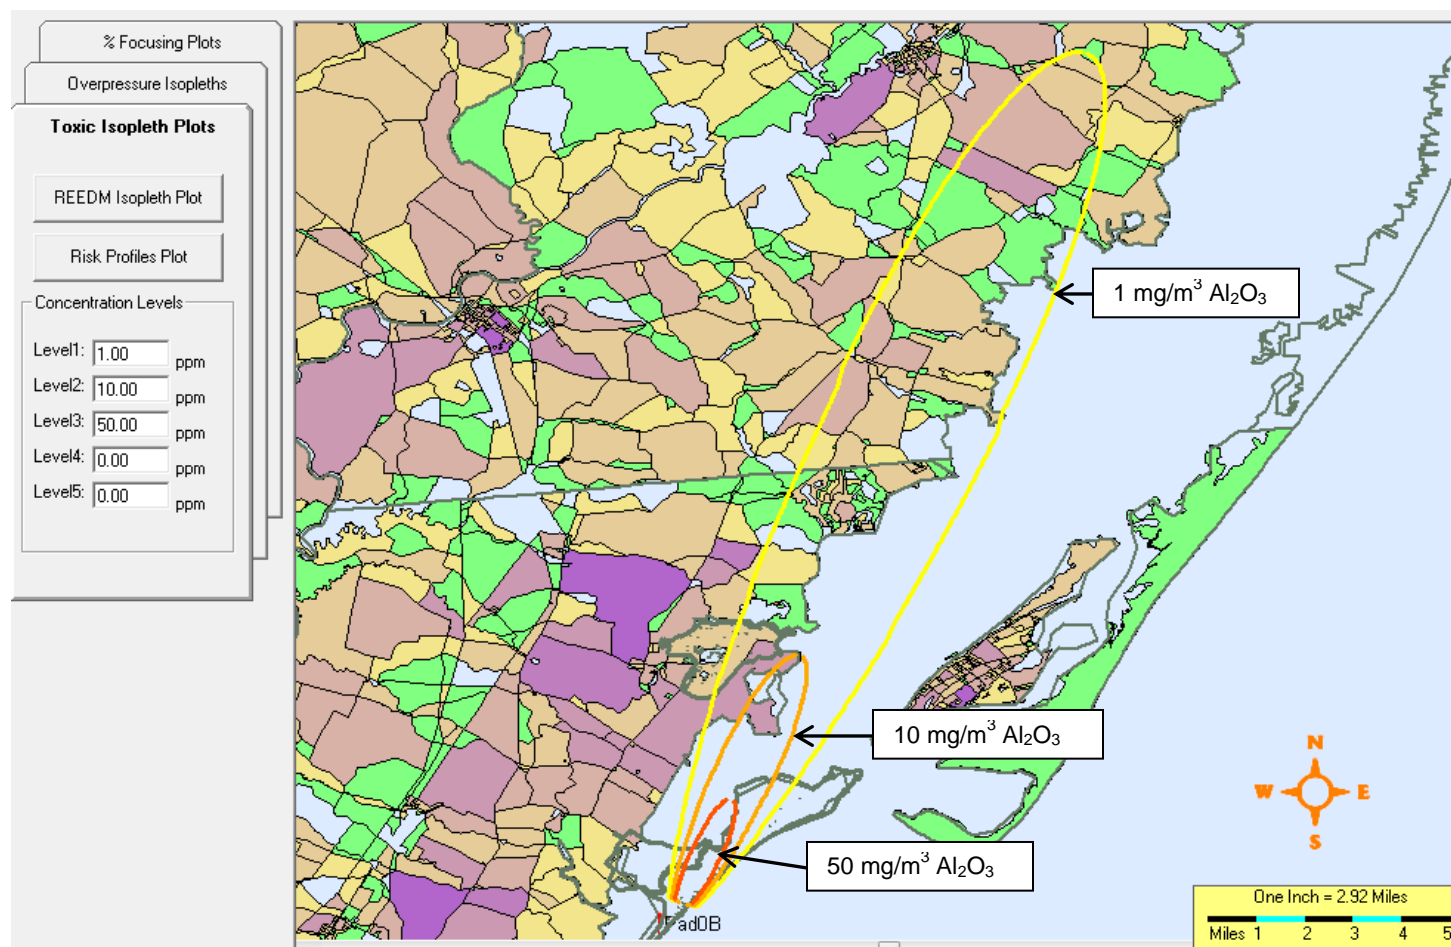 % Focusing Plots
Overpressure Isopleths
Toxic Isopleth Plots
REEDM Isopleth Plot
Risk Profiles Plot
Concentration Levels
Level1: 1.00 ppm
Level2: 10.00 ppm
Level3: 50.00 ppm
Level4: 0.00 ppm
Level5: 0.00 ppm
1 mg/m³ Al₂O₃
10 mg/m³ Al₂O₃
50 mg/m³ Al₂O₃
Pad0B
N
W E
S
One Inch = 2.92 Miles
Miles 1 2 3 4 5